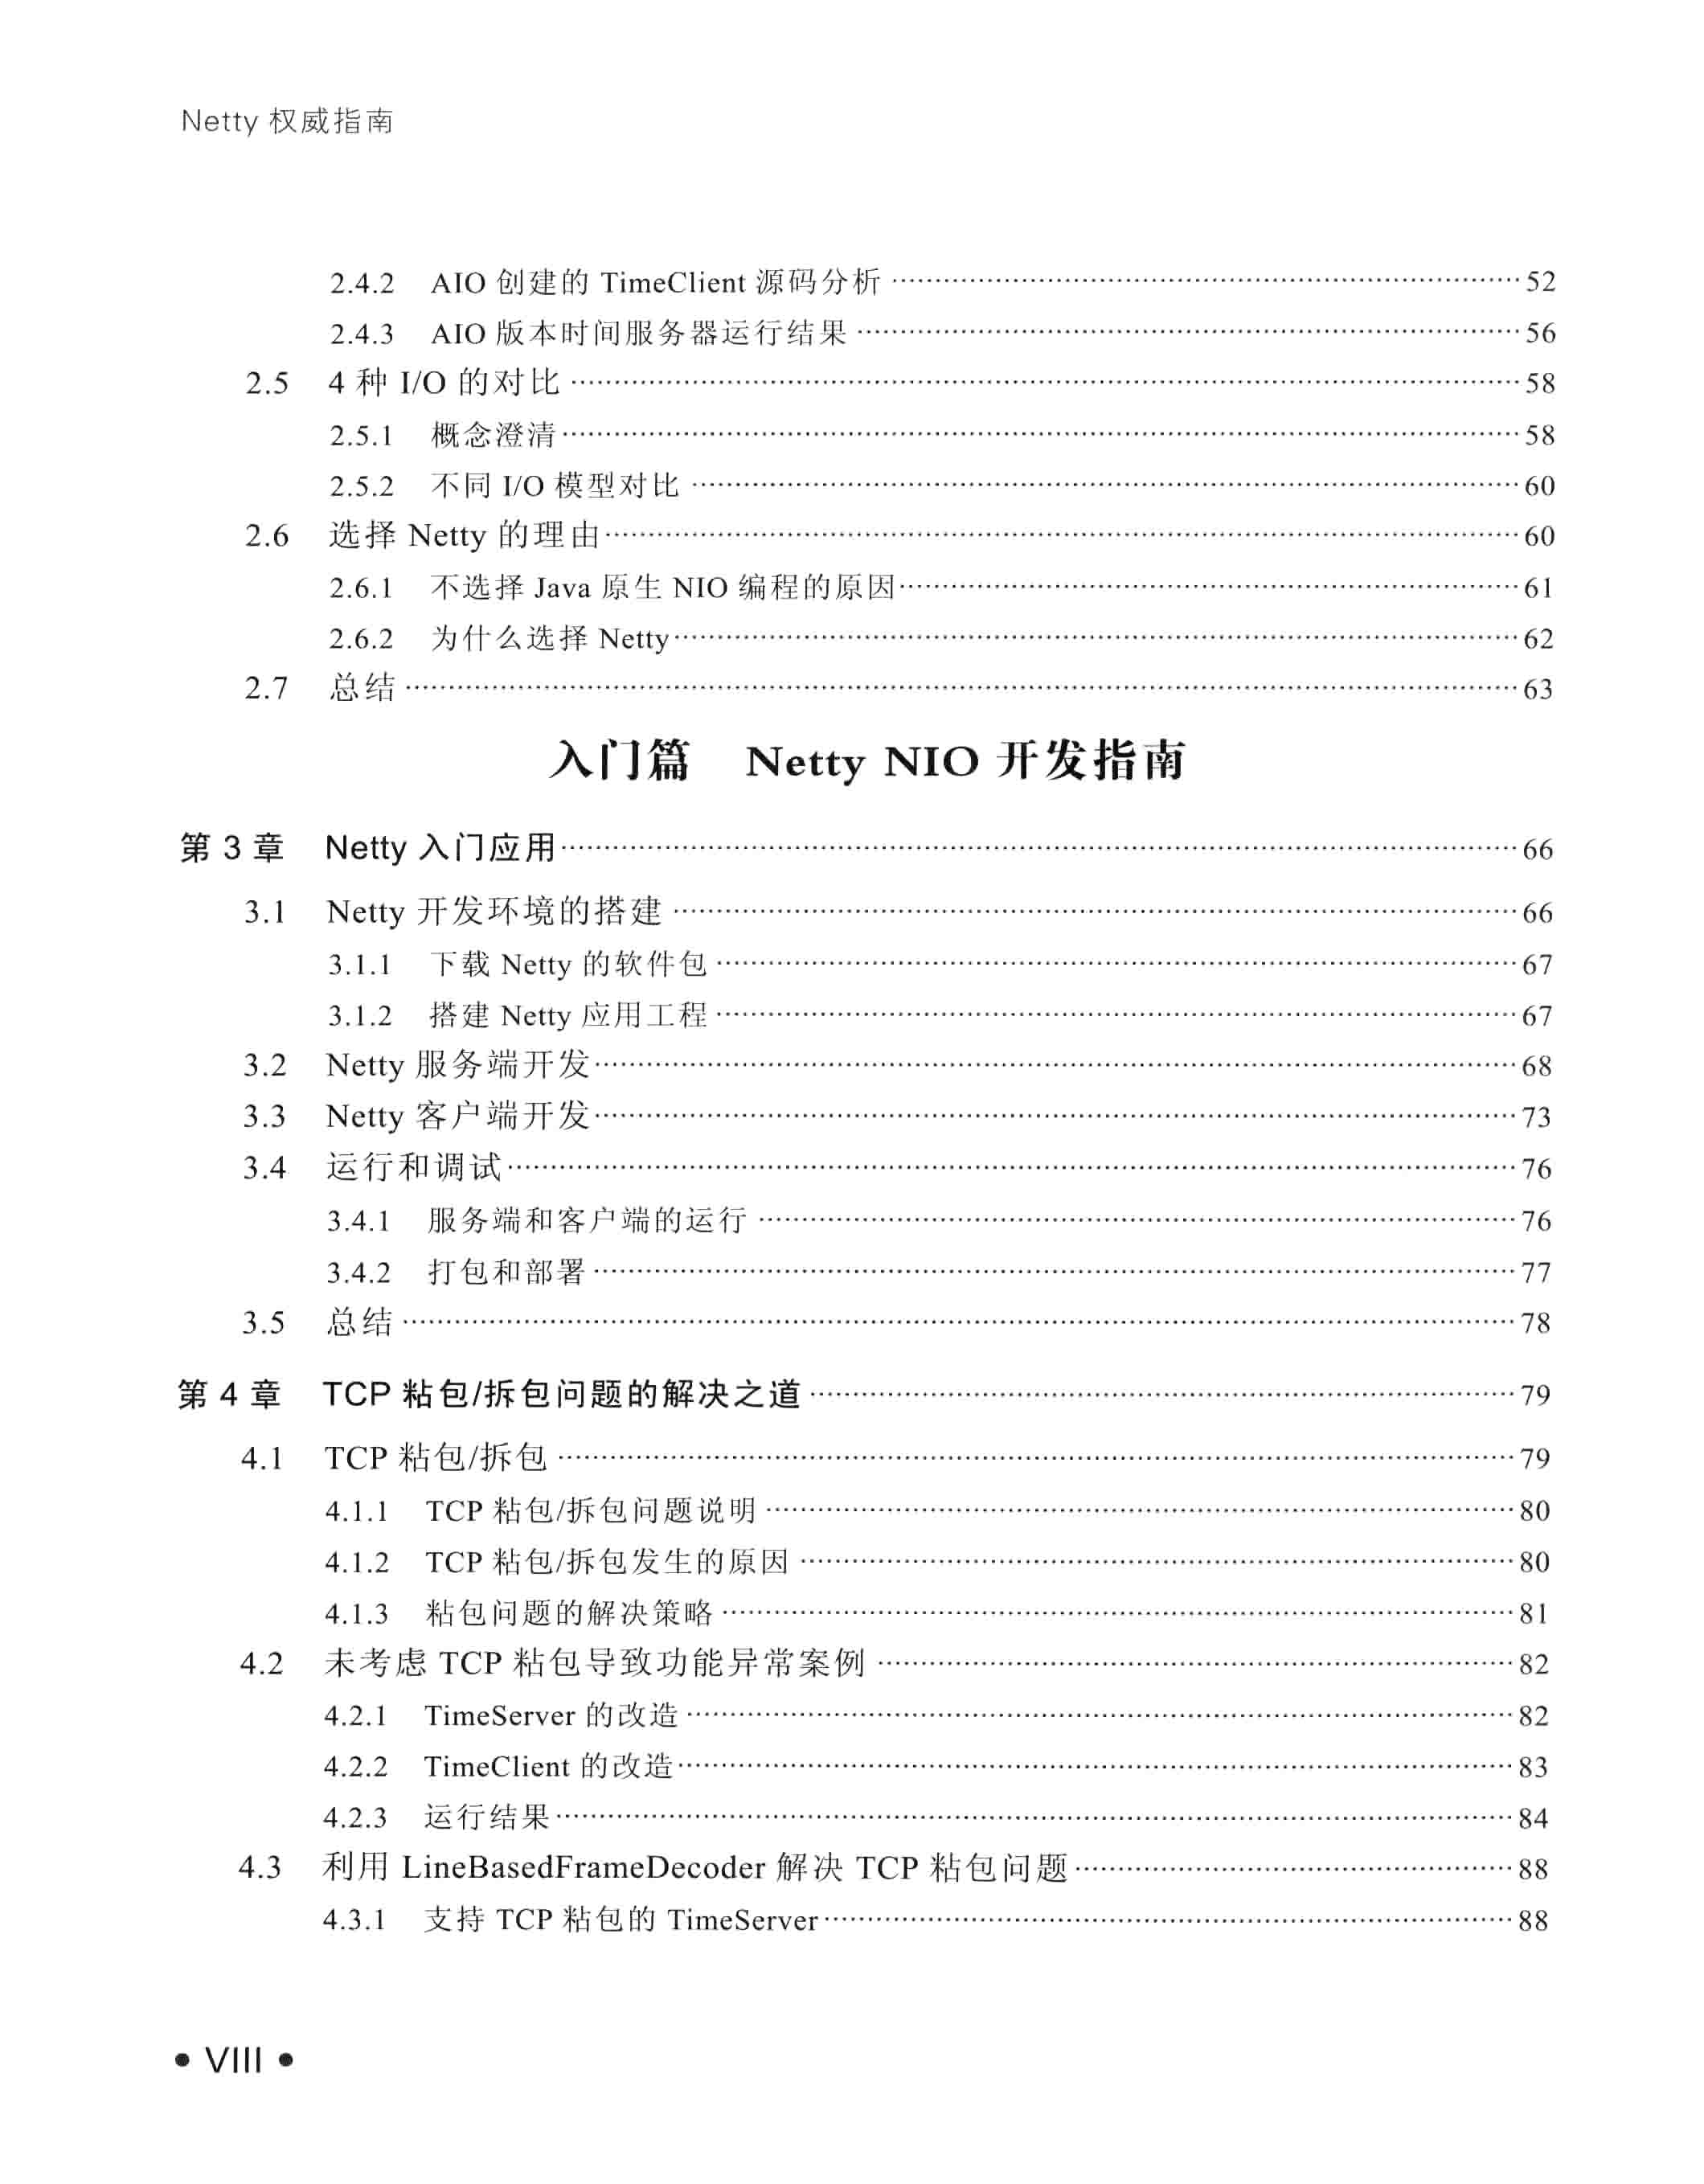 Netty 权威指南
2.4.2 AIO 创建的 TimeClient 源码分析 52
2.4.3 AIO 版本时间服务器运行结果 56
2.5 4 种 I/O 的对比 58
2.5.1 概念澄清 58
2.5.2 不同 I/O 模型对比 60
2.6 选择 Netty 的理由 60
2.6.1 不选择 Java 原生 NIO 编程的原因 61
2.6.2 为什么选择 Netty 62
2.7 总结 63
入门篇 Netty NIO 开发指南
第 3 章 Netty 入门应用 66
3.1 Netty 开发环境的搭建 66
3.1.1 下载 Netty 的软件包 67
3.1.2 搭建 Netty 应用工程 67
3.2 Netty 服务端开发 68
3.3 Netty 客户端开发 73
3.4 运行和调试 76
3.4.1 服务端和客户端的运行 76
3.4.2 打包和部署 77
3.5 总结 78
第 4 章 TCP 粘包/拆包问题的解决之道 79
4.1 TCP 粘包/拆包 79
4.1.1 TCP 粘包/拆包问题说明 80
4.1.2 TCP 粘包/拆包发生的原因 80
4.1.3 粘包问题的解决策略 81
4.2 未考虑 TCP 粘包导致功能异常案例 82
4.2.1 TimeServer 的改造 82
4.2.2 TimeClient 的改造 83
4.2.3 运行结果 84
4.3 利用 LineBasedFrameDecoder 解决 TCP 粘包问题 88
4.3.1 支持 TCP 粘包的 TimeServer 88
• VIII •